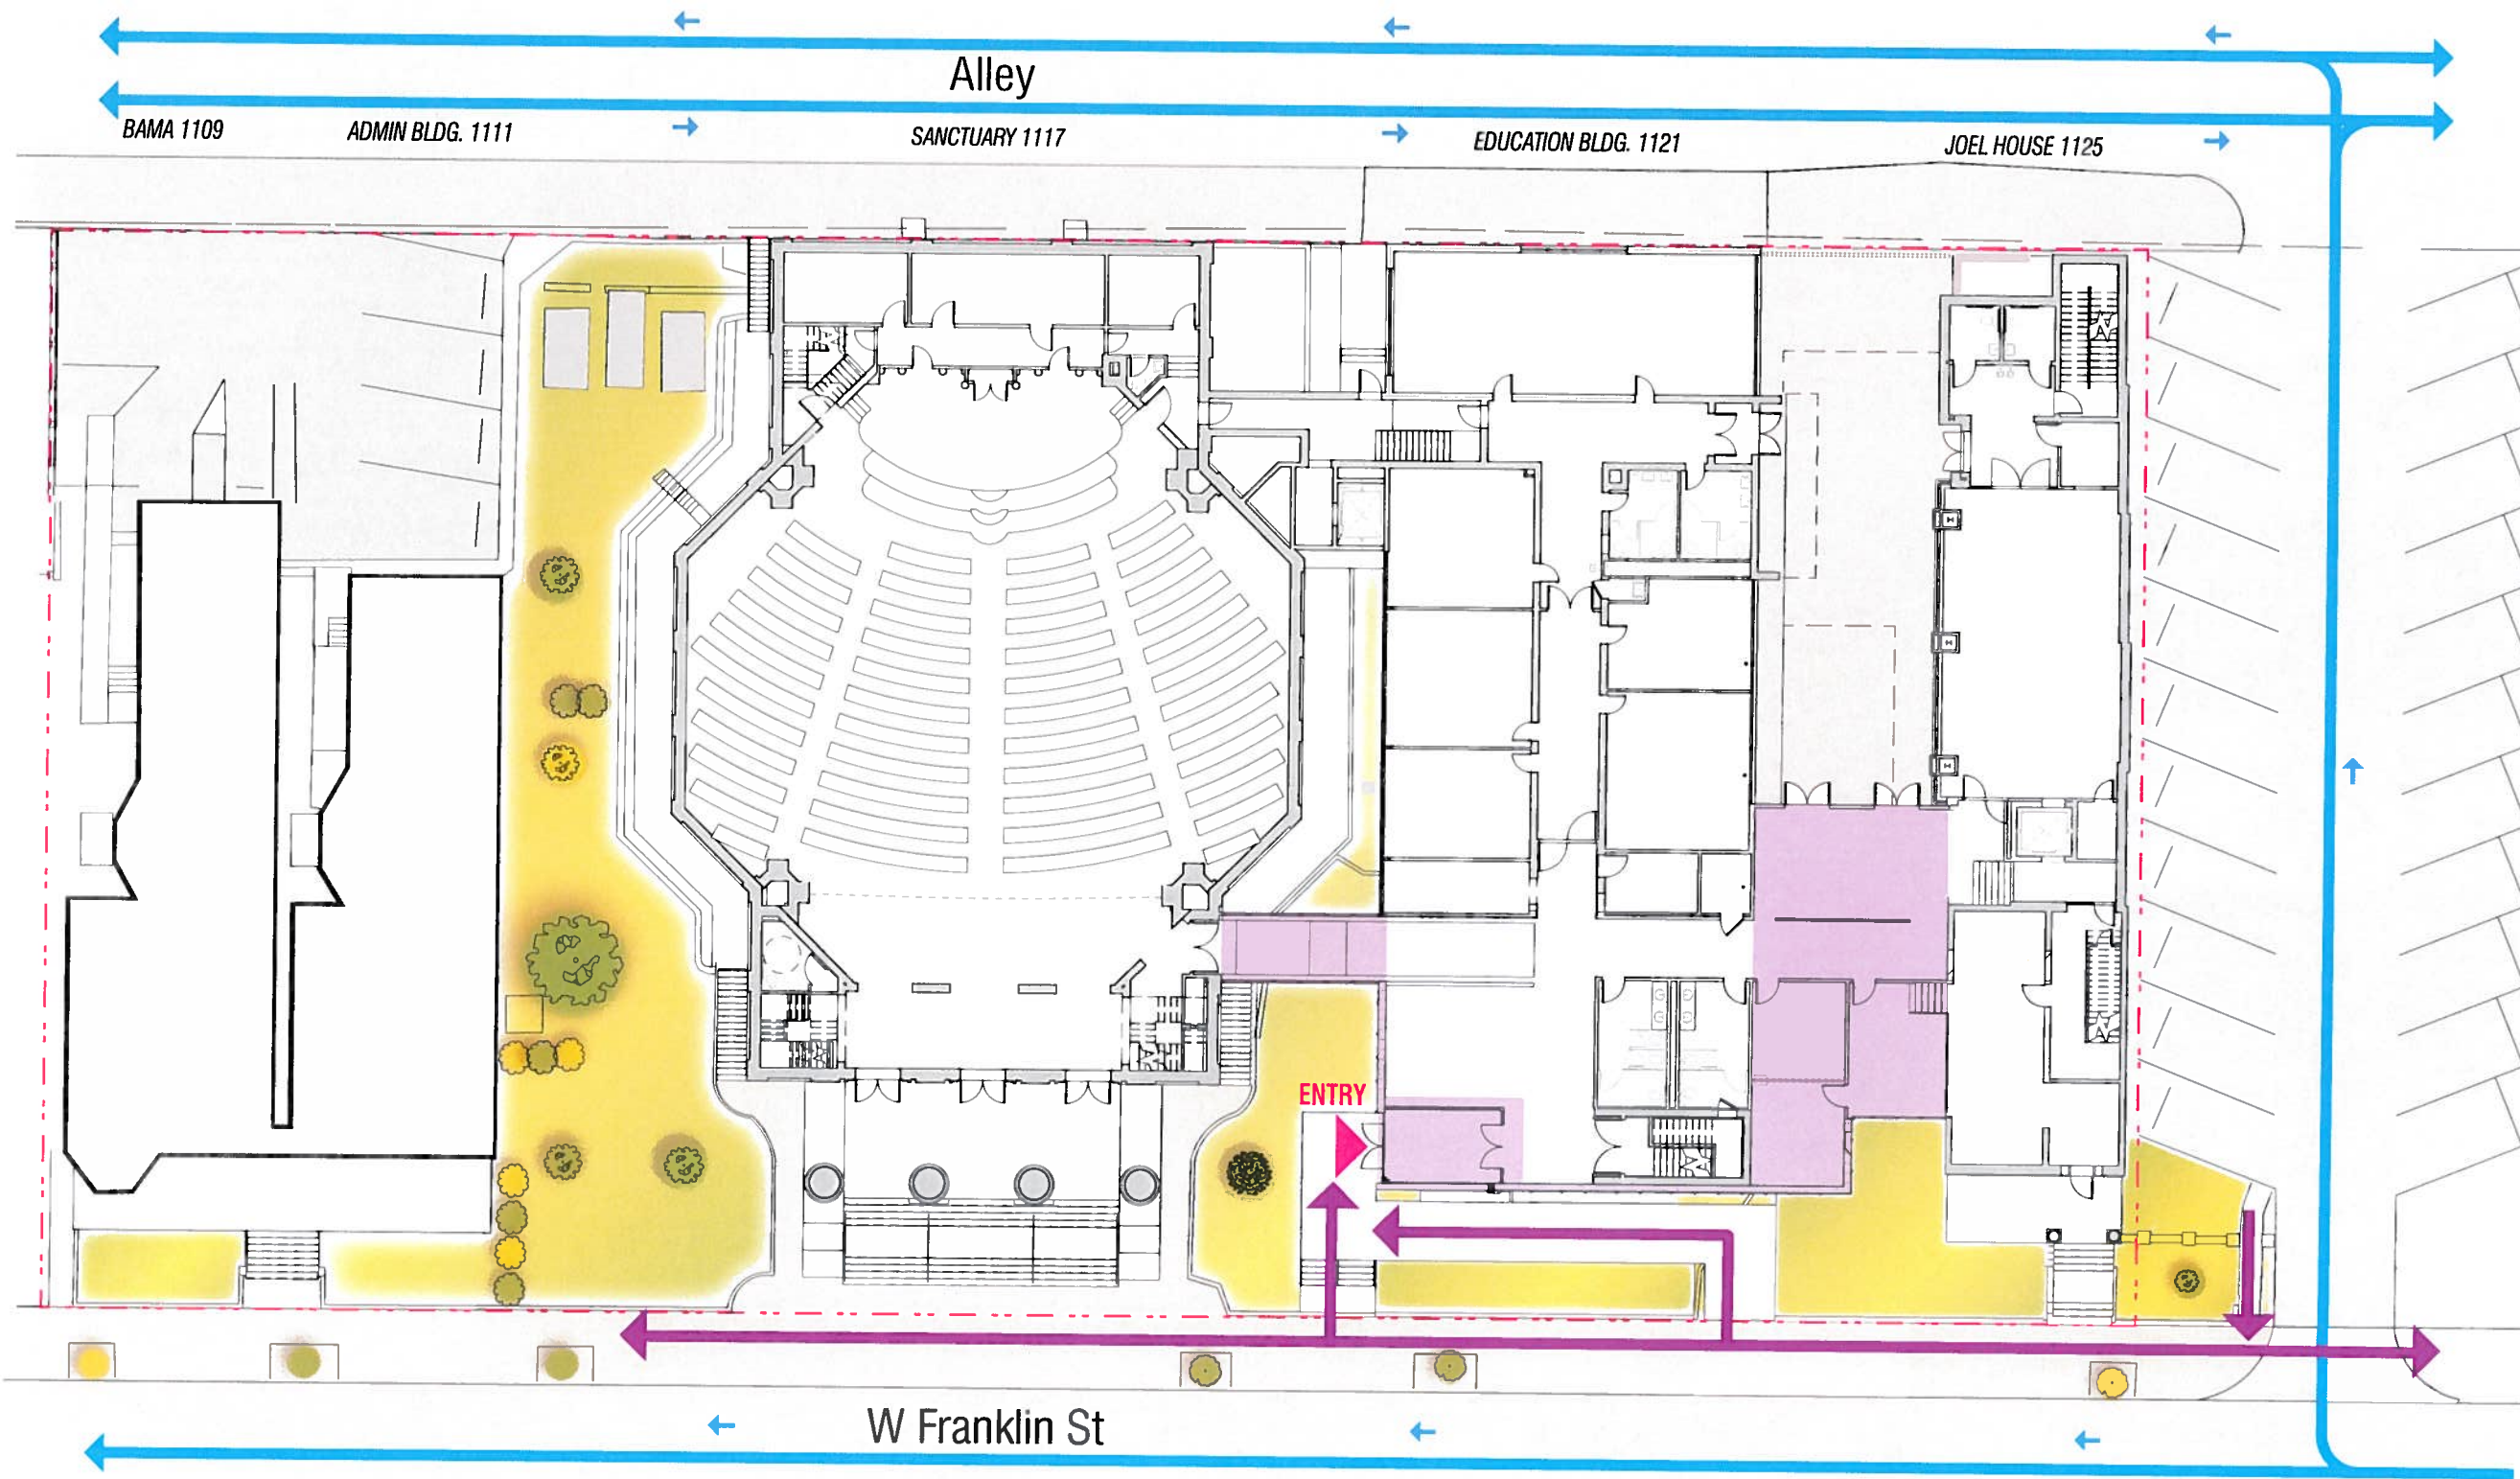 Alley
BAMA 1109
ADMIN BLDG. 1111
SANCTUARY 1117
EDUCATION BLDG. 1121
JOEL HOUSE 1125
ENTRY
W Franklin St